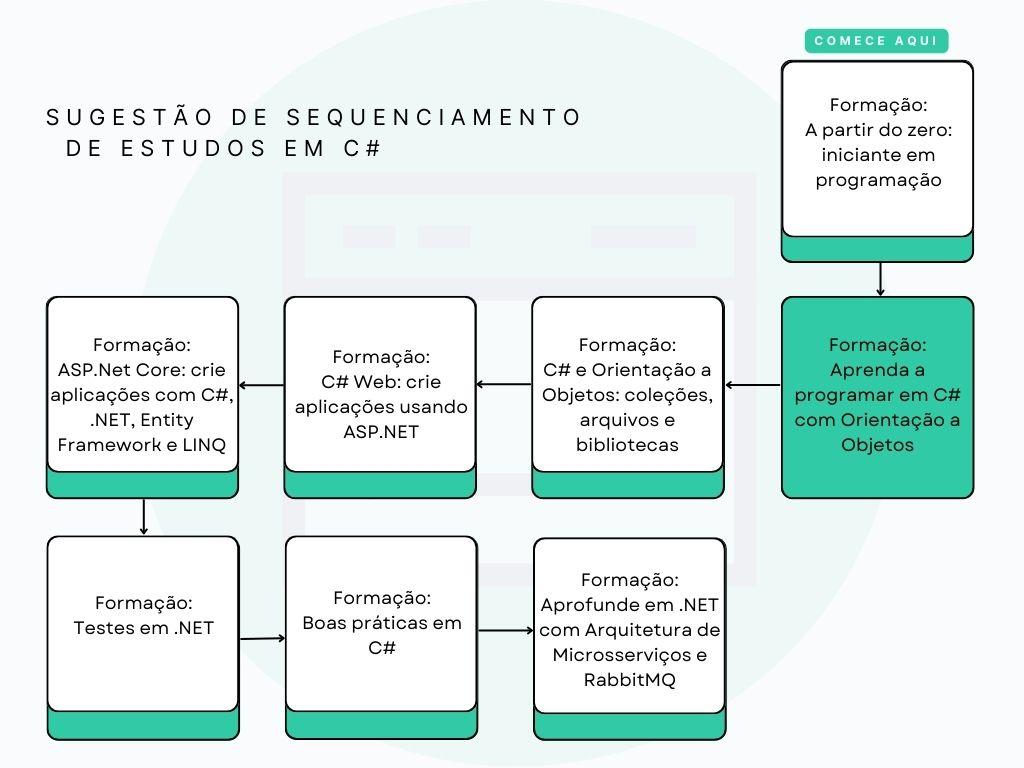 COMECE AQUI
SUGESTÃO DE SEQUENCIAMENTO
DE ESTUDOS EM C#
Formação:
A partir do zero:
iniciante em
programação
Formação:
Aprenda a
programar em C#
com Orientação a
Objetos
Formação:
C# e Orientação a
Objetos: coleções,
arquivos e
bibliotecas
Formação:
C# Web: crie
aplicações usando
ASP.NET
Formação:
ASP.Net Core: crie
aplicações com C#,
.NET, Entity
Framework e LINQ
Formação:
Testes em .NET
Formação:
Boas práticas em
C#
Formação:
Aprofunde em .NET
com Arquitetura de
Microsserviços e
RabbitMQ